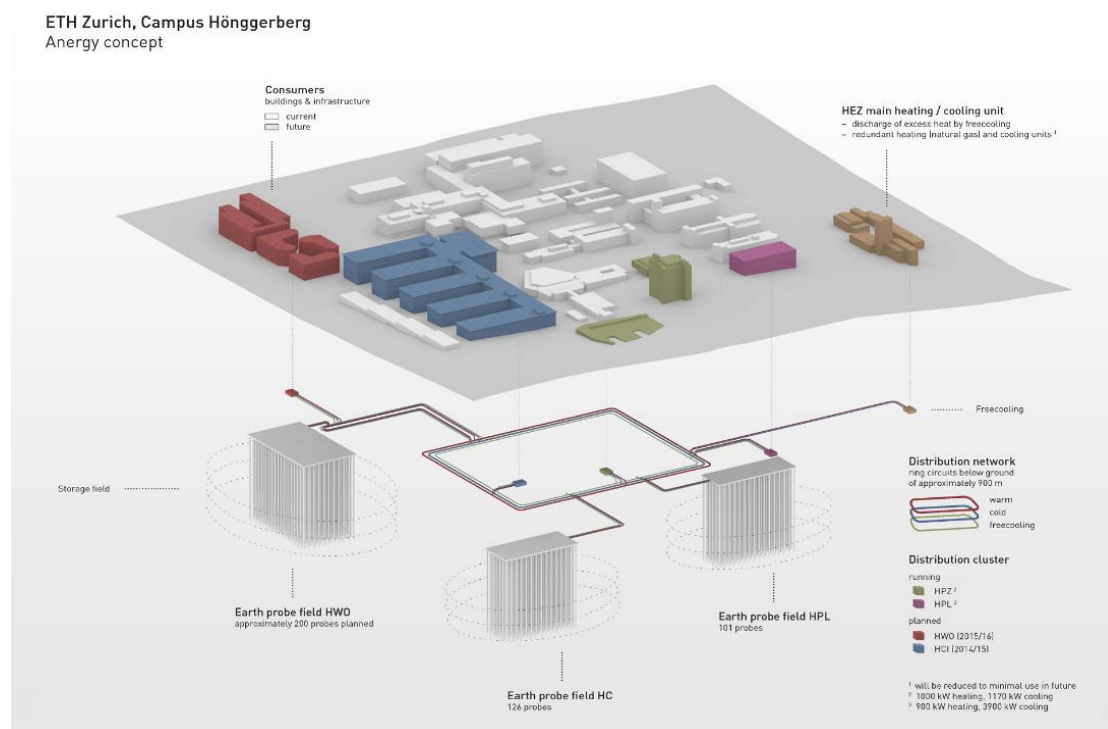 ETH Zurich, Campus Hönggerberg
Anergy concept
Consumers
buildings & infrastructure
current
future
HEZ main heating / cooling unit
– discharge of excess heat by freecooling
– redundant heating (natural gas) and cooling units ¹
Freecooling
Storage field
Distribution network
ring circuits below ground
of approximately 900 m
warm
cold
freecooling
Distribution cluster
running
HPZ ²
HPL ³
planned
HWO (2015/16)
HCI (2014/15)
Earth probe field HWO
approximately 200 probes planned
Earth probe field HPL
101 probes
Earth probe field HC
126 probes
¹ will be reduced to minimal use in future
² 1000 kW heating, 1170 kW cooling
³ 900 kW heating, 3900 kW cooling